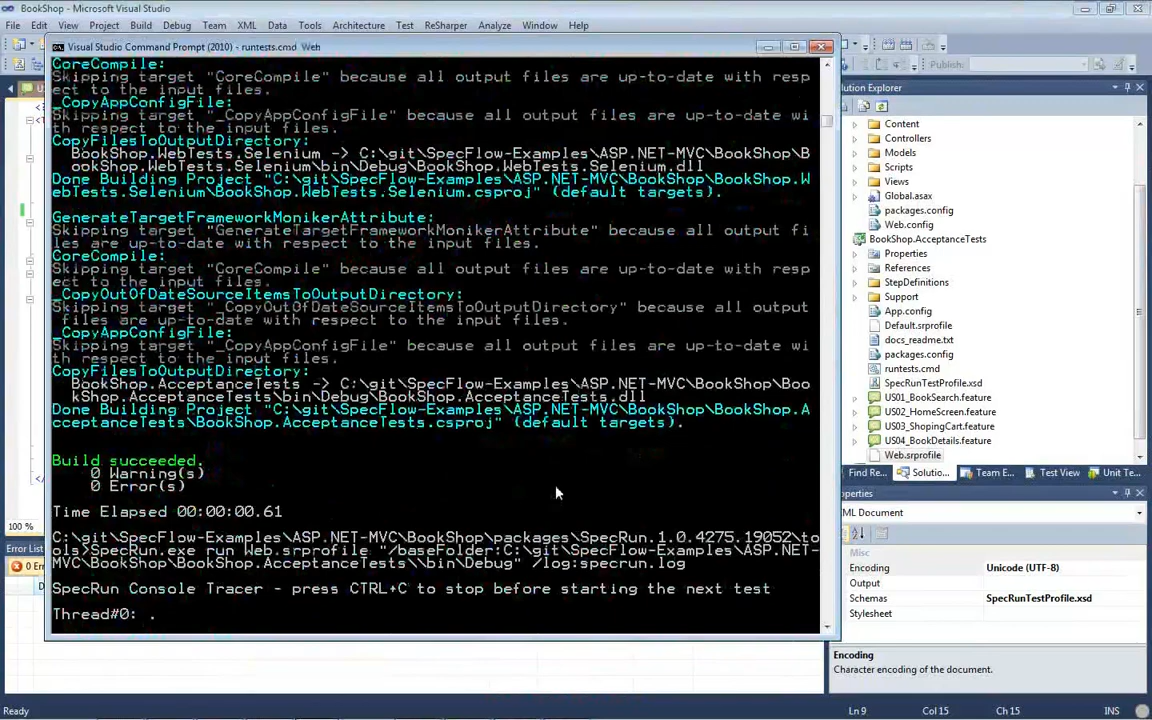 BookShop - Microsoft Visual Studio
File Edit View Project Build Debug Team XML Data Tools Architecture Test ReSharper Analyze Window Help
Publish:
Visual Studio Command Prompt (2010) - runtests.cmd Web
CoreCompile:
Skipping target "CoreCompile" because all output files are up-to-date with resp
ect to the input files.
_CopyAppConfigFile:
Skipping target "_CopyAppConfigFile" because all output files are up-to-date wi
th respect to the input files.
CopyFilesToOutputDirectory:
BookShop.WebTests.Selenium -> C:\git\SpecFlow-Examples\ASP.NET-MVC\BookShop\B
ookShop.WebTests.Selenium\bin\Debug\BookShop.WebTests.Selenium.dll
Done Building Project "C:\git\SpecFlow-Examples\ASP.NET-MVC\BookShop\BookShop.W
ebTests.Selenium\BookShop.WebTests.Selenium.csproj" (default targets).
GenerateTargetFrameworkMonikerAttribute:
Skipping target "GenerateTargetFrameworkMonikerAttribute" because all output fi
les are up-to-date with respect to the input files.
CoreCompile:
Skipping target "CoreCompile" because all output files are up-to-date with resp
ect to the input files.
_CopyOutOfDateSourceItemsToOutputDirectory:
Skipping target "_CopyOutOfDateSourceItemsToOutputDirectory" because all output
files are up-to-date with respect to the input files.
_CopyAppConfigFile:
Skipping target "_CopyAppConfigFile" because all output files are up-to-date wi
th respect to the input files.
CopyFilesToOutputDirectory:
BookShop.AcceptanceTests -> C:\git\SpecFlow-Examples\ASP.NET-MVC\BookShop\Boo
kShop.AcceptanceTests\bin\Debug\BookShop.AcceptanceTests.dll
Done Building Project "C:\git\SpecFlow-Examples\ASP.NET-MVC\BookShop\BookShop.A
cceptanceTests\BookShop.AcceptanceTests.csproj" (default targets).
Build succeeded.
0 Warning(s)
0 Error(s)
Time Elapsed 00:00:00.61
C:\git\SpecFlow-Examples\ASP.NET-MVC\BookShop\packages\SpecRun.1.0.4275.19052\to
ols>SpecRun.exe run Web.srprofile "/baseFolder:C:\git\SpecFlow-Examples\ASP.NET-
MVC\BookShop\BookShop.AcceptanceTests\\bin\Debug" /log:specrun.log
SpecRun Console Tracer - press CTRL+C to stop before starting the next test
Thread#0: .
100 %
Error List
0 Er
olution Explorer
Content
Controllers
Models
Scripts
Views
Global.asax
packages.config
Web.config
BookShop.AcceptanceTests
Properties
References
StepDefinitions
Support
App.config
Default.srprofile
docs_readme.txt
packages.config
runtests.cmd
SpecRunTestProfile.xsd
US01_BookSearch.feature
US02_HomeScreen.feature
US03_ShopingCart.feature
US04_BookDetails.feature
Web.srprofile
Find Re... Solutio... Team E... Test View Unit Te...
roperties
ML Document
Misc
Encoding Unicode (UTF-8)
Output
Schemas SpecRunTestProfile.xsd
Stylesheet
Encoding
Character encoding of the document.
Ready Ln 9 Col 15 Ch 15 INS